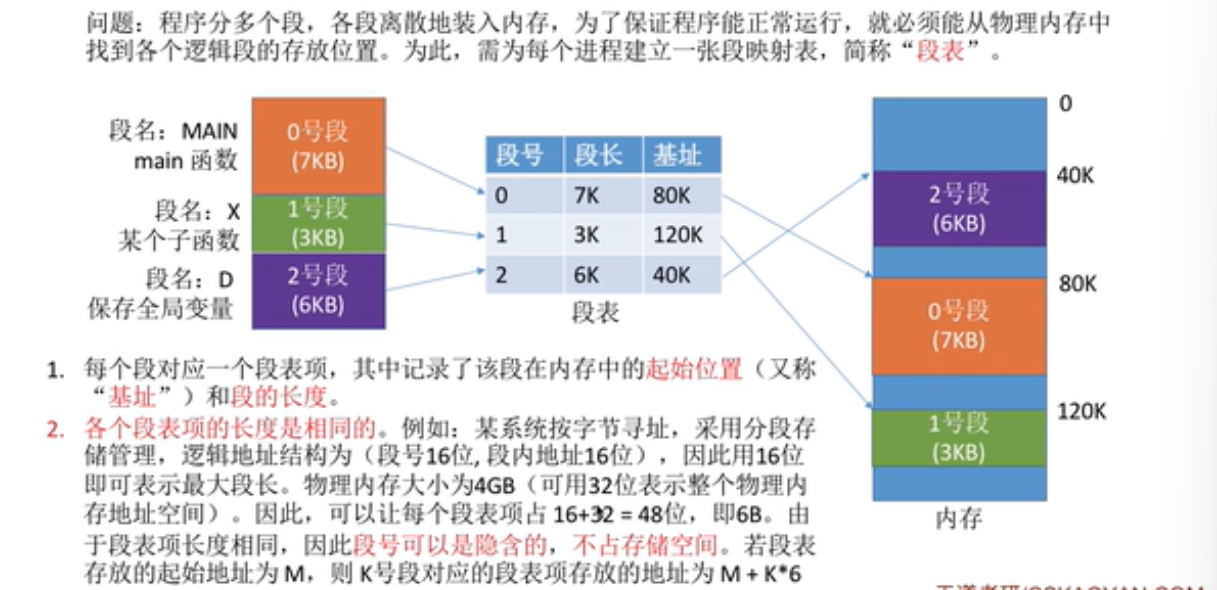 问题：程序分多个段，各段离散地装入内存，为了保证程序能正常运行，就必须能从物理内存中
找到各个逻辑段的存放位置。为此，需为每个进程建立一张段映射表，简称“段表”。
段名：MAIN
main 函数
0号段
(7KB)
段名：X
某个子函数
1号段
(3KB)
段名：D
保存全局变量
2号段
(6KB)
段号 段长 基址
0 7K 80K
1 3K 120K
2 6K 40K
段表
0
40K
2号段
(6KB)
80K
0号段
(7KB)
120K
1号段
(3KB)
内存
1. 每个段对应一个段表项，其中记录了该段在内存中的起始位置（又称
“基址”）和段的长度。
2. 各个段表项的长度是相同的。例如：某系统按字节寻址，采用分段存
储管理，逻辑地址结构为（段号16位, 段内地址16位），因此用16位
即可表示最大段长。物理内存大小为4GB（可用32位表示整个物理内
存地址空间）。因此，可以让每个段表项占 16+32 = 48位，即6B。由
于段表项长度相同，因此段号可以是隐含的，不占存储空间。若段表
存放的起始地址为 M，则 K号段对应的段表项存放的地址为 M + K*6